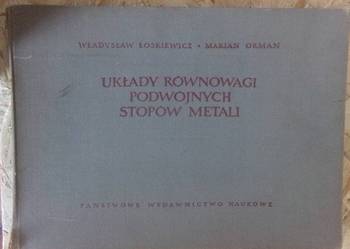 WŁADYSŁAW ŁOSKIEWICZ • MARIAN ORMAN
UKŁADY RÓWNOWAGI
PODWÓJNYCH
STOPÓW METALI
PAŃSTWOWE WYDAWNICTWO NAUKOWE